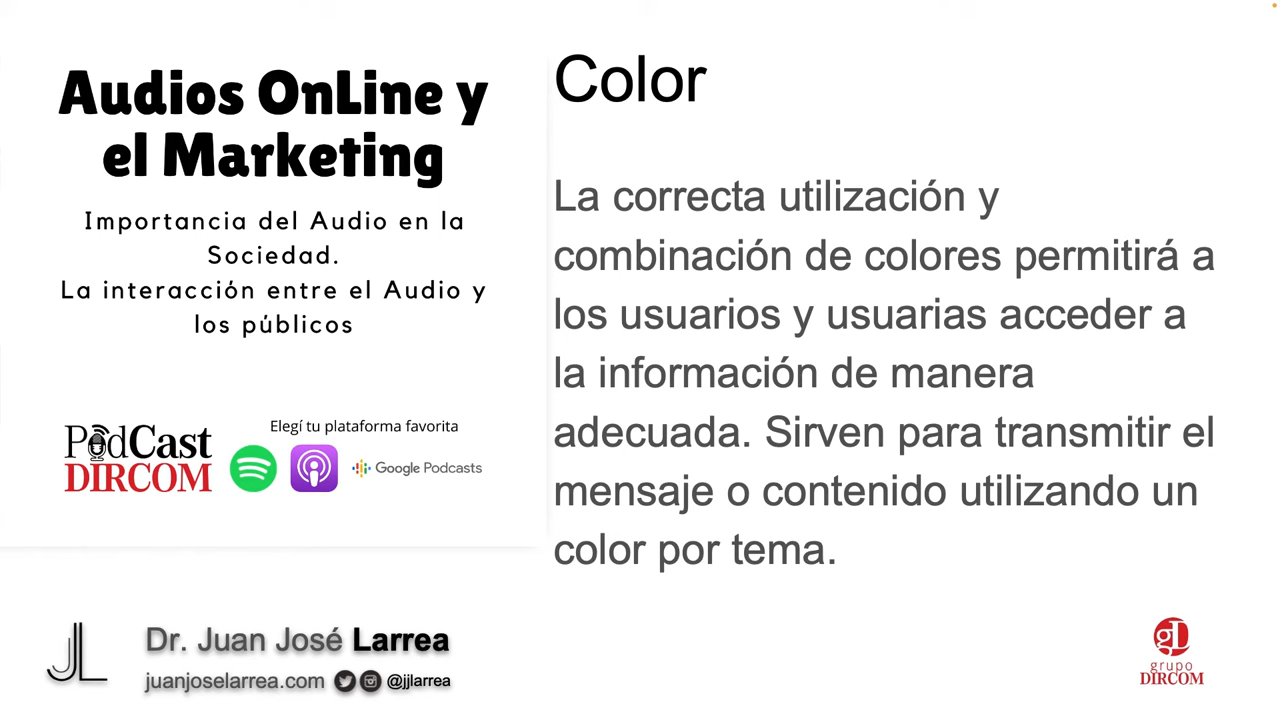 Audios OnLine y
el Marketing
Importancia del Audio en la
Sociedad.
La interacción entre el Audio y
los públicos
Elegí tu plataforma favorita
PodCast
DIRCOM
Google Podcasts
Color
La correcta utilización y
combinación de colores permitirá a
los usuarios y usuarias acceder a
la información de manera
adecuada. Sirven para transmitir el
mensaje o contenido utilizando un
color por tema.
JL
Dr. Juan José Larrea
juanjoselarrea.com @jjlarrea
gD
grupo
DIRCOM